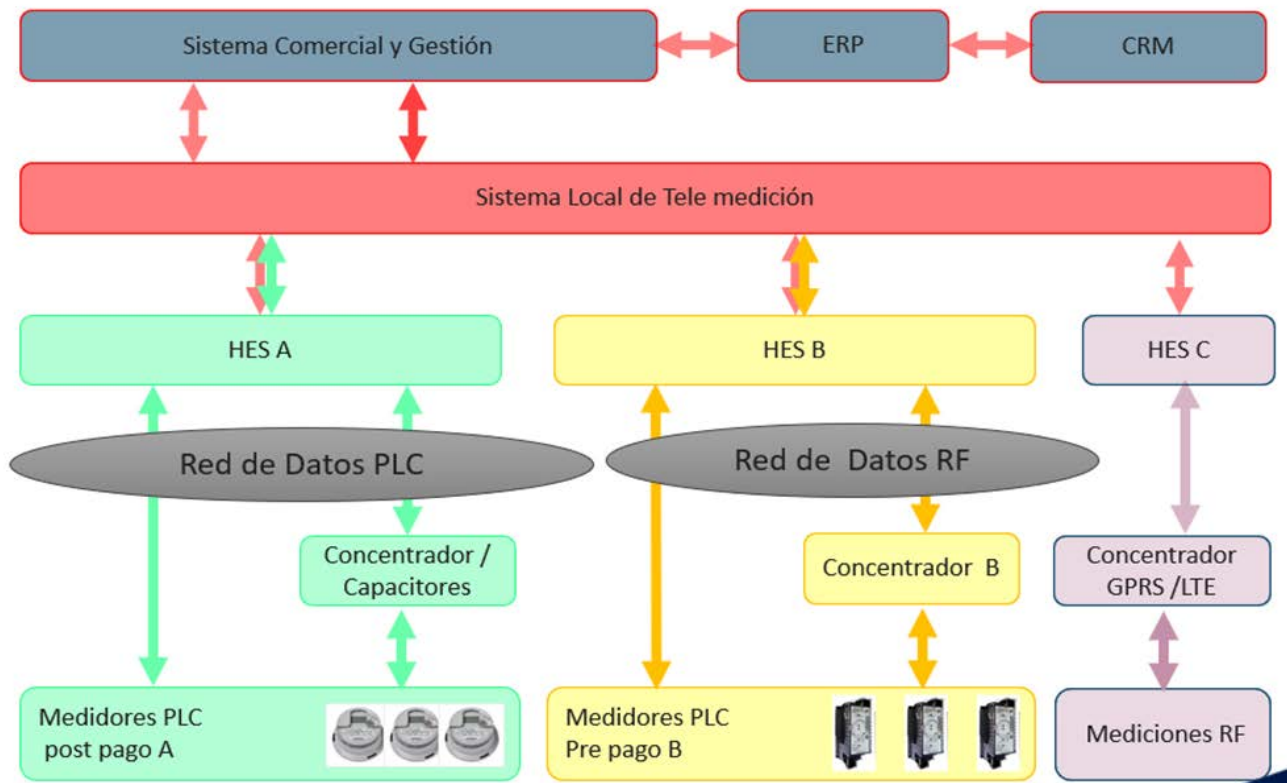 Sistema Comercial y Gestión
ERP
CRM
Sistema Local de Tele medición
HES A
HES B
HES C
Red de Datos PLC
Red de Datos RF
Concentrador /
Capacitores
Concentrador B
Concentrador
GPRS /LTE
Medidores PLC
post pago A
Medidores PLC
Pre pago B
Mediciones RF